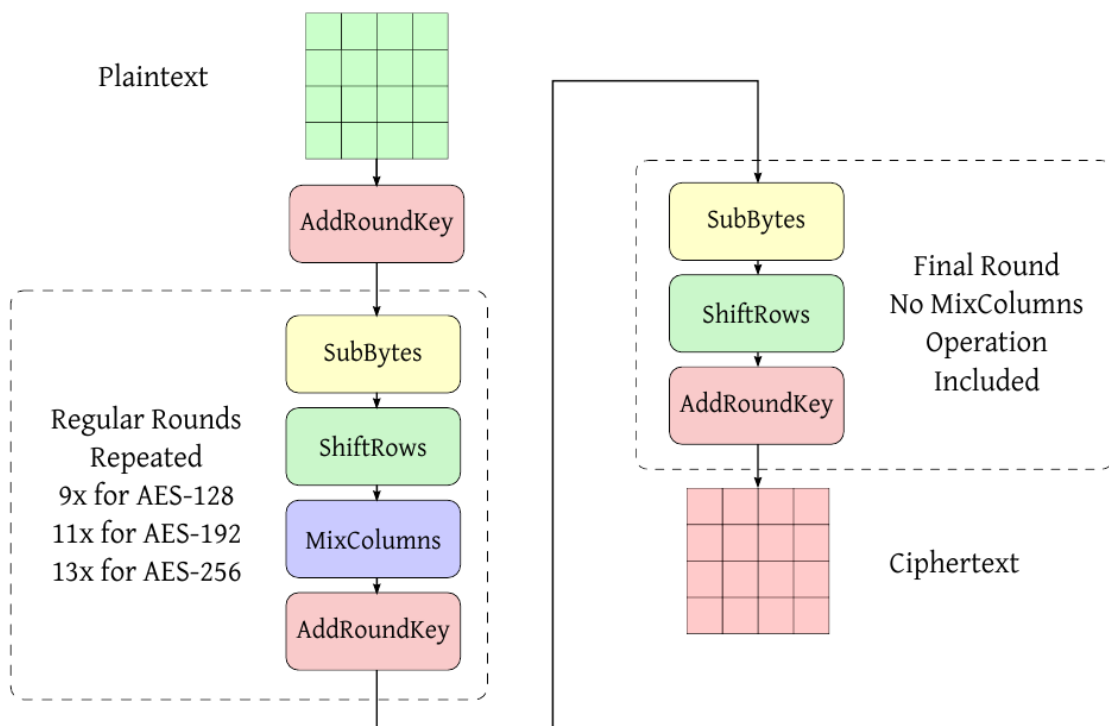 Plaintext
AddRoundKey
Regular Rounds
Repeated
9x for AES-128
11x for AES-192
13x for AES-256
SubBytes
ShiftRows
MixColumns
AddRoundKey
SubBytes
ShiftRows
AddRoundKey
Final Round
No MixColumns
Operation
Included
Ciphertext